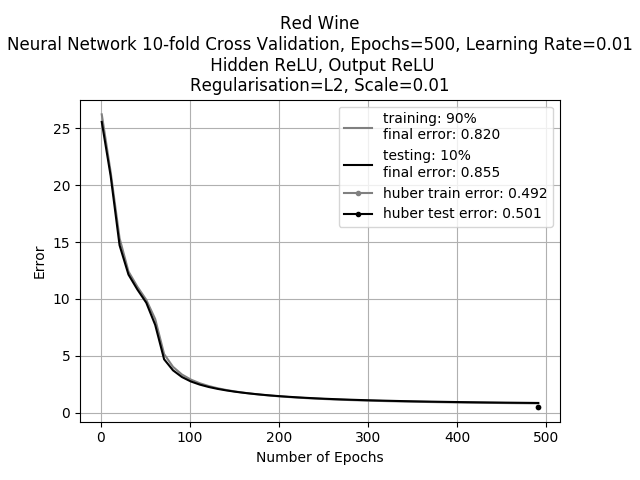 Red Wine
Neural Network 10-fold Cross Validation, Epochs=500, Learning Rate=0.01
Hidden ReLU, Output ReLU
Regularisation=L2, Scale=0.01
training: 90%
final error: 0.820
testing: 10%
final error: 0.855
huber train error: 0.492
huber test error: 0.501
Error
25
20
15
10
5
0
0 100 200 300 400 500
Number of Epochs